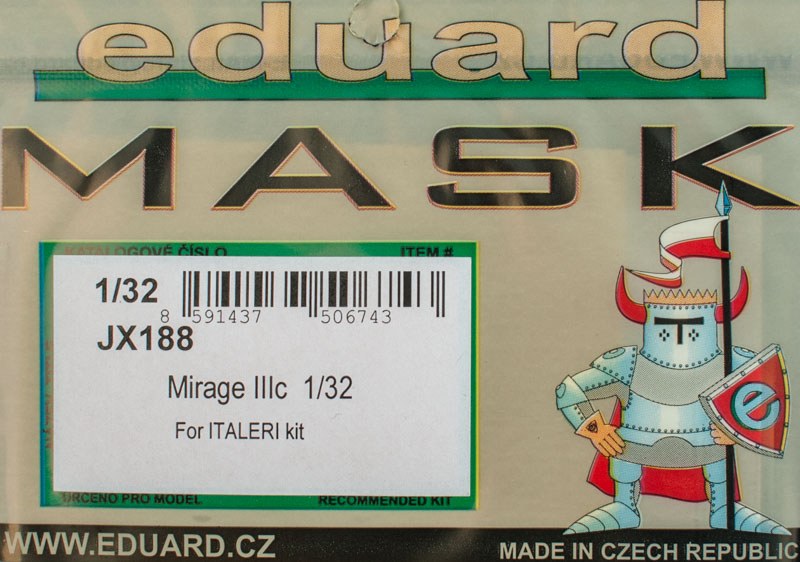 eduard
MASK
KATALOGOVÉ ČÍSLO ITEM #
1/32
8 591437 506743
JX188
Mirage IIIc 1/32
For ITALERI kit
URČENO PRO MODEL RECOMMENDED KIT
e
WWW.EDUARD.CZ MADE IN CZECH REPUBLIC